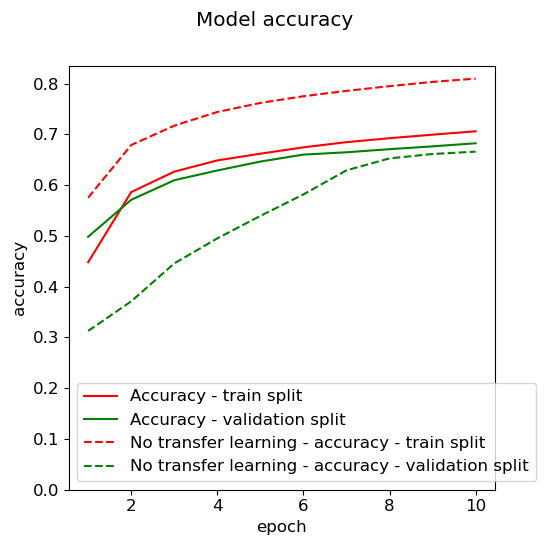 Model accuracy
accuracy
0.8
0.7
0.6
0.5
0.4
0.3
0.2
0.1
0.0
Accuracy - train split
Accuracy - validation split
No transfer learning - accuracy - train split
No transfer learning - accuracy - validation split
2 4 6 8 10
epoch